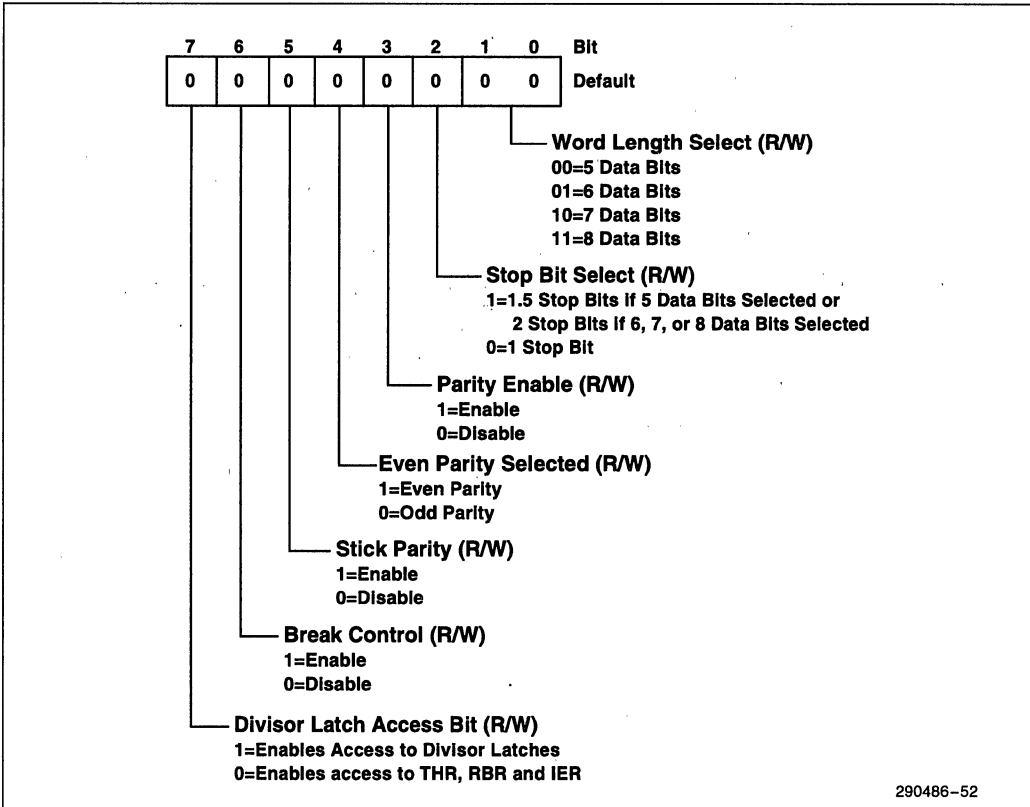 7 6 5 4 3 2 1 0 Bit
0 0 0 0 0 0 0 0 Default
Word Length Select (R/W)
00=5 Data Bits
01=6 Data Bits
10=7 Data Bits
11=8 Data Bits
Stop Bit Select (R/W)
1=1.5 Stop Bits if 5 Data Bits Selected or
2 Stop Bits if 6, 7, or 8 Data Bits Selected
0=1 Stop Bit
Parity Enable (R/W)
1=Enable
0=Disable
Even Parity Selected (R/W)
1=Even Parity
0=Odd Parity
Stick Parity (R/W)
1=Enable
0=Disable
Break Control (R/W)
1=Enable
0=Disable
Divisor Latch Access Bit (R/W)
1=Enables Access to Divisor Latches
0=Enables access to THR, RBR and IER
290486–52